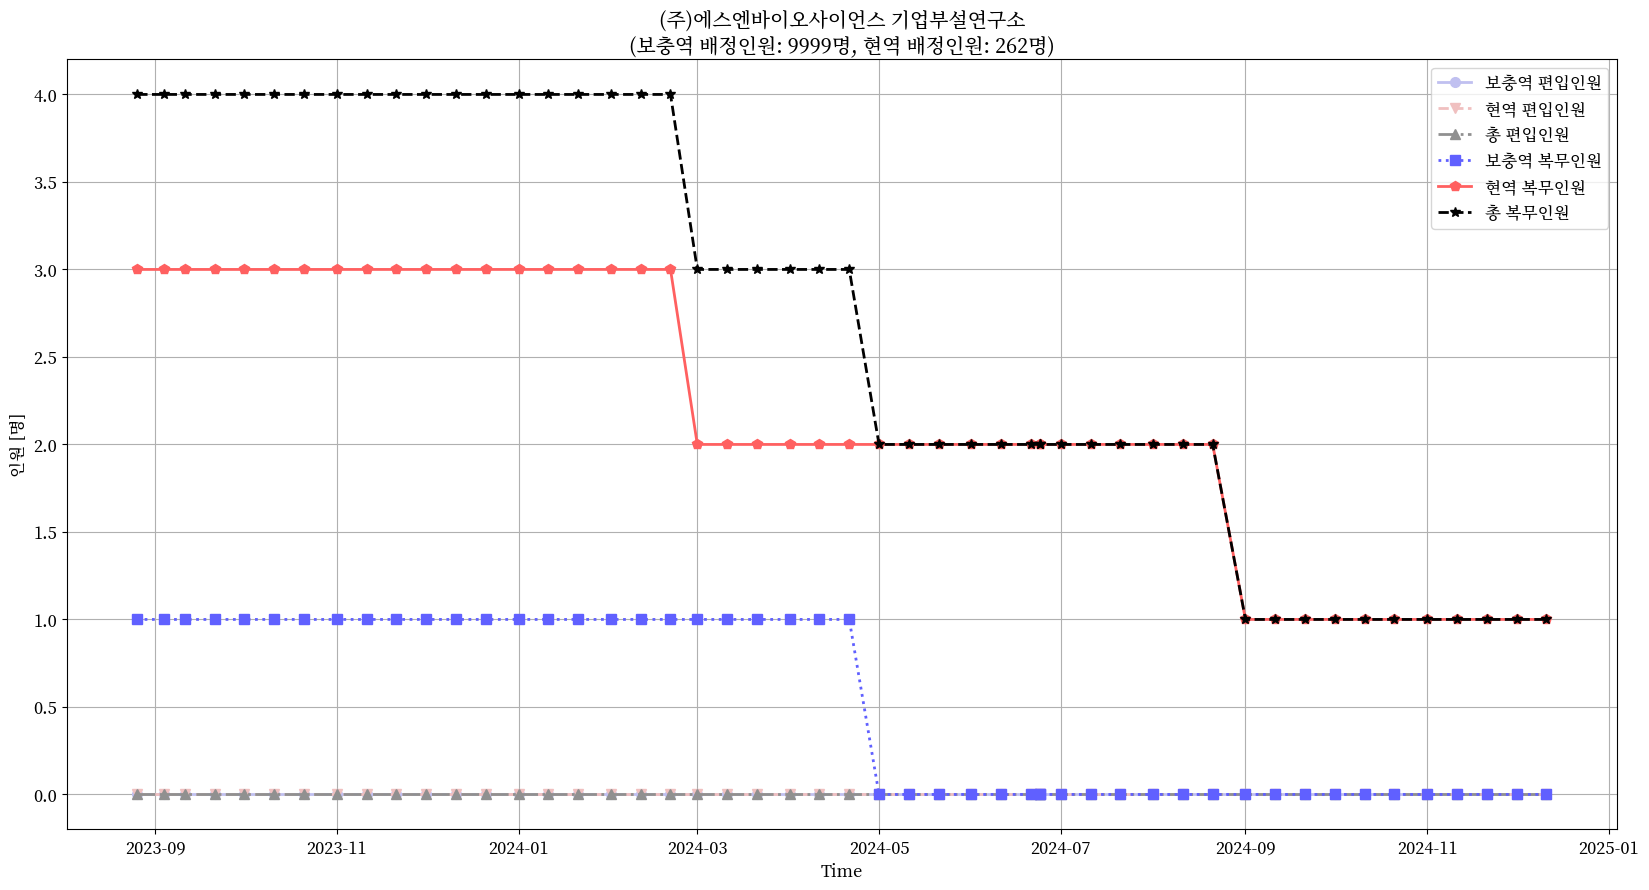 (주)에스엔바이오사이언스 기업부설연구소
(보충역 배정인원: 9999명, 현역 배정인원: 262명)
보충역 편입인원
현역 편입인원
총 편입인원
보충역 복무인원
현역 복무인원
총 복무인원
인원 [명]
4.0
3.5
3.0
2.5
2.0
1.5
1.0
0.5
0.0
2023-09
2023-11
2024-01
2024-03
2024-05
2024-07
2024-09
2024-11
2025-01
Time